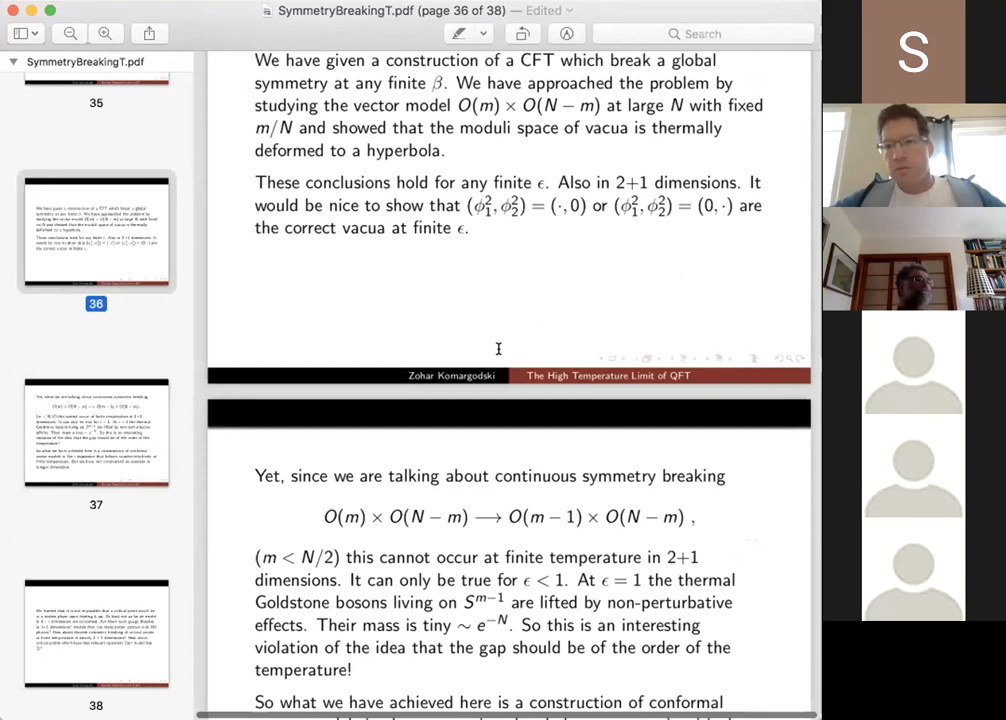 SymmetryBreakingT.pdf (page 36 of 38) — Edited
Search
SymmetryBreakingT.pdf
35
36
37
38
We have given a construction of a CFT which break a global
symmetry at any finite β. We have approached the problem by
studying the vector model O(m) × O(N − m) at large N with fixed
m/N and showed that the moduli space of vacua is thermally
deformed to a hyperbola.
These conclusions hold for any finite ϵ. Also in 2+1 dimensions. It
would be nice to show that (ϕ₁², ϕ₂²) = (·, 0) or (ϕ₁², ϕ₂²) = (0, ·) are
the correct vacua at finite ϵ.
Zohar Komargodski The High Temperature Limit of QFT
Yet, since we are talking about continuous symmetry breaking
O(m) × O(N − m) ⟶ O(m − 1) × O(N − m) ,
(m < N/2) this cannot occur at finite temperature in 2+1
dimensions. It can only be true for ϵ < 1. At ϵ = 1 the thermal
Goldstone bosons living on Sᵐ⁻¹ are lifted by non-perturbative
effects. Their mass is tiny ∼ e⁻ᴺ. So this is an interesting
violation of the idea that the gap should be of the order of the
temperature!
So what we have achieved here is a construction of conformal
S